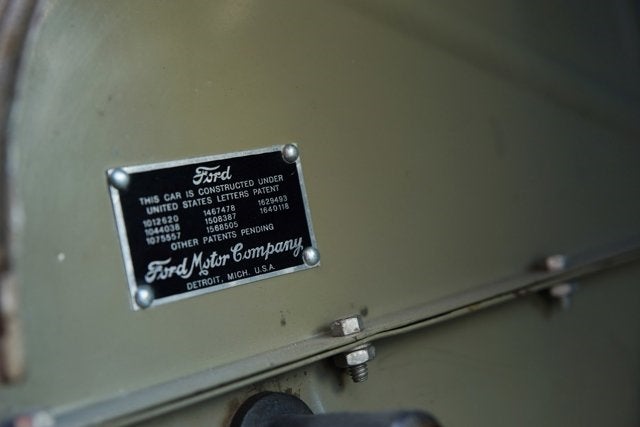 Ford
THIS CAR IS CONSTRUCTED UNDER
UNITED STATES LETTERS PATENT
1012620 1467478 1629493
1044038 1508387 1640118
1075557 1568505
OTHER PATENTS PENDING
Ford Motor Company
DETROIT, MICH. U.S.A.